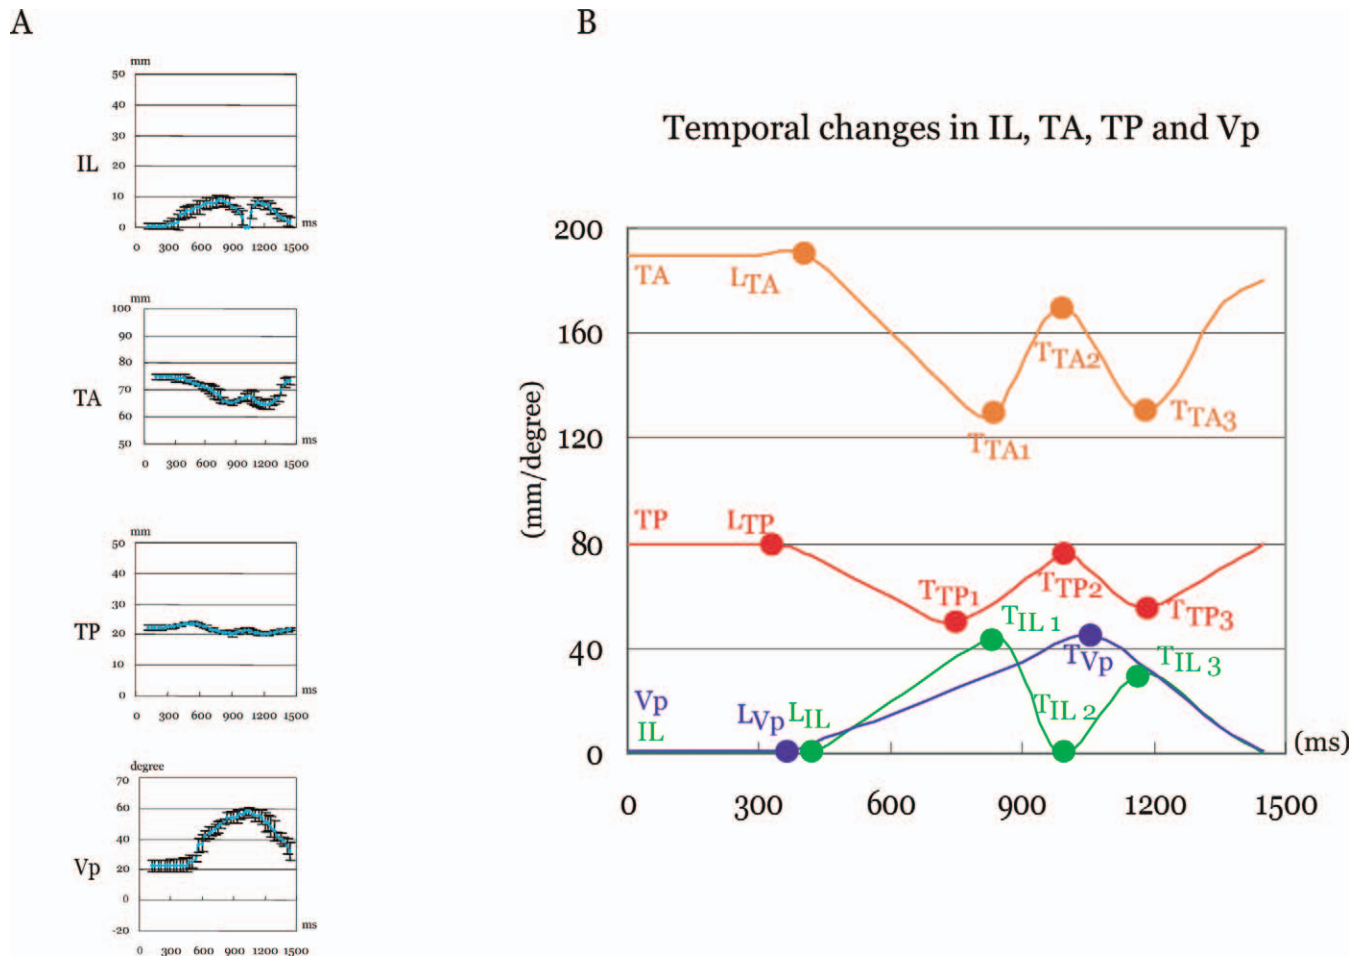 A
mm
50
40
30
20
10
0
IL
ms
0 300 600 900 1200 1500
mm
100
90
80
70
60
50
TA
ms
0 300 600 900 1200 1500
mm
50
40
30
20
10
0
TP
0 300 600 900 1200 1500
degree
70
60
40
20
0
-20
Vp
ms
0 300 600 900 1200 1500
B
Temporal changes in IL, TA, TP and Vp
(mm/degree)
200
160
120
80
40
0
TA
LTA
TTA1
TTA2
TTA3
TP
LTP
TTP1
TTP2
TTP3
TIL 1
TVp
TIL 3
Vp
IL
LVp
LIL
TIL 2
(ms)
0 300 600 900 1200 1500